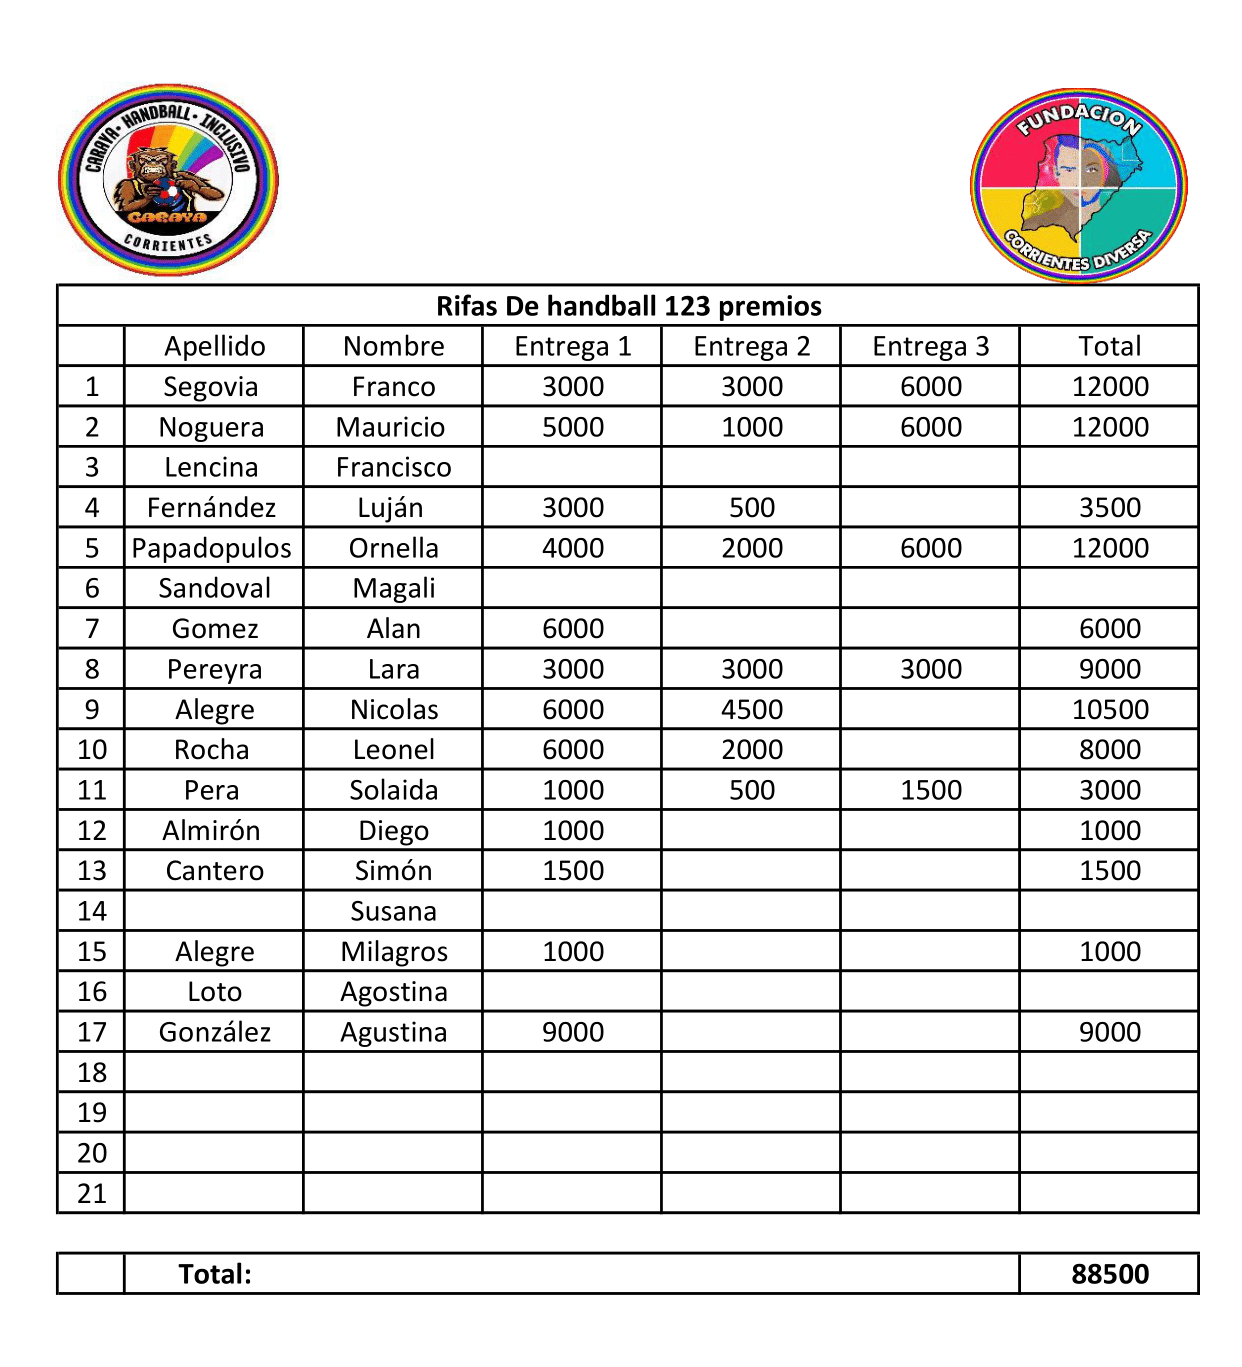 CARAYA · HANDBALL · INCLUSIVO
CARAYA
CORRIENTES
FUNDACION
CORRIENTES DIVERSA
Rifas De handball 123 premios
Apellido Nombre Entrega 1 Entrega 2 Entrega 3 Total
1 Segovia Franco 3000 3000 6000 12000
2 Noguera Mauricio 5000 1000 6000 12000
3 Lencina Francisco
4 Fernández Luján 3000 500 3500
5 Papadopulos Ornella 4000 2000 6000 12000
6 Sandoval Magali
7 Gomez Alan 6000 6000
8 Pereyra Lara 3000 3000 3000 9000
9 Alegre Nicolas 6000 4500 10500
10 Rocha Leonel 6000 2000 8000
11 Pera Solaida 1000 500 1500 3000
12 Almirón Diego 1000 1000
13 Cantero Simón 1500 1500
14 Susana
15 Alegre Milagros 1000 1000
16 Loto Agostina
17 González Agustina 9000 9000
18
19
20
21
Total: 88500